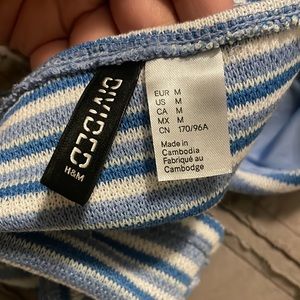 DIVIDED
H&M
EUR M
US M
CA M
MX M
CN 170/96A
Made in
Cambodia
Fabriqué au
Cambodge